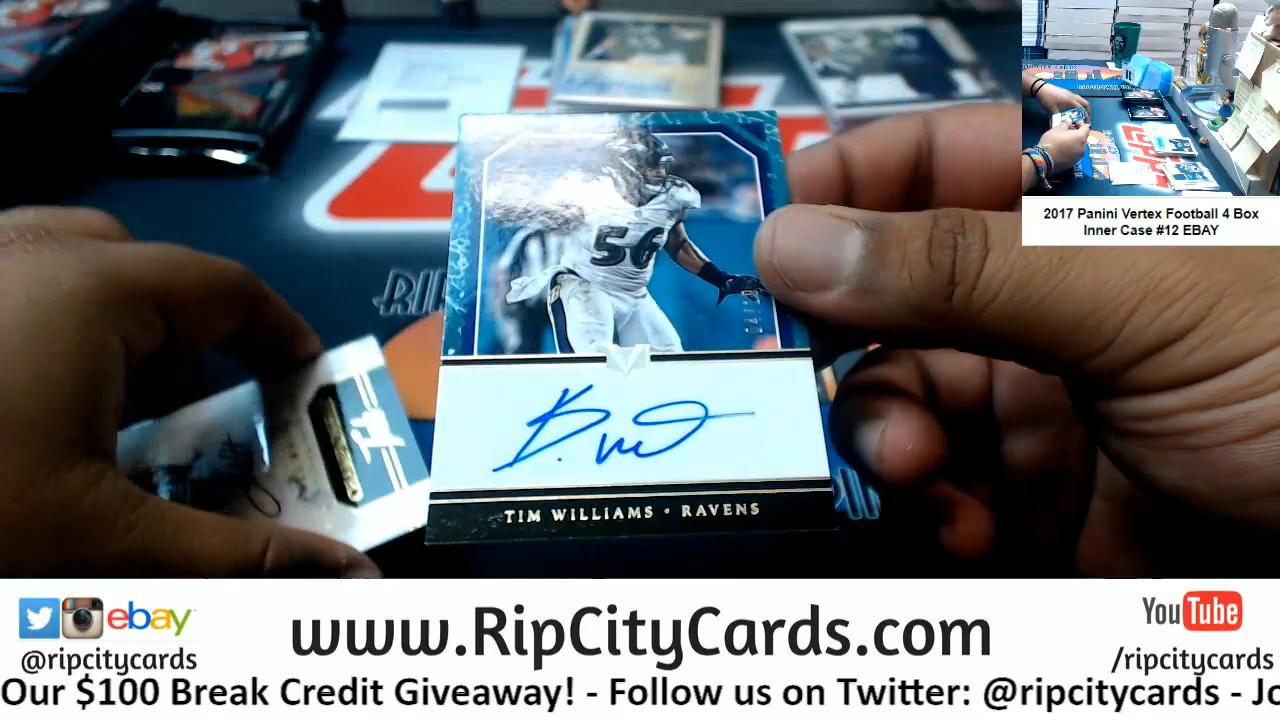 56
TIM WILLIAMS • RAVENS
2017 Panini Vertex Football 4 Box
Inner Case #12 EBAY
ebay
@ripcitycards
www.RipCityCards.com
YouTube
/ripcitycards
Our $100 Break Credit Giveaway! - Follow us on Twitter: @ripcitycards - Jo